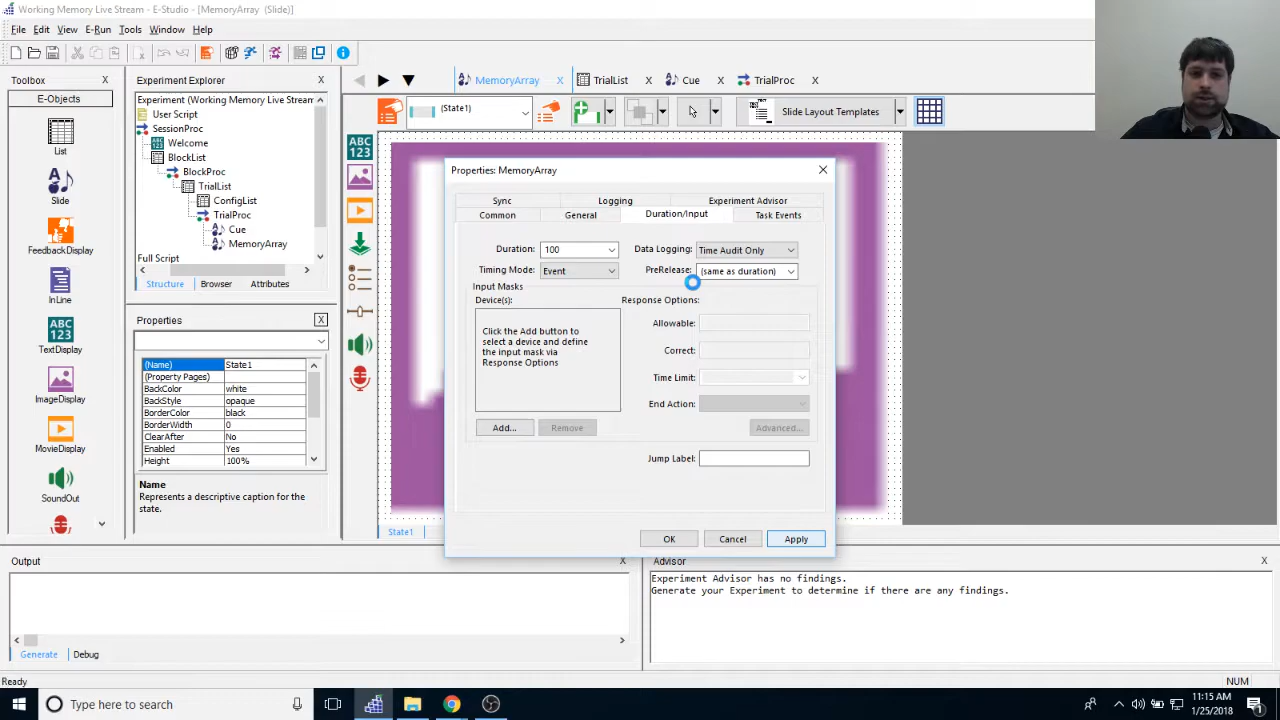 Working Memory Live Stream - E-Studio - [MemoryArray (Slide)]
File Edit View E-Run Tools Window Help
Toolbox X
E-Objects
List
Slide
FeedbackDisplay
InLine
ABC
123
TextDisplay
ImageDisplay
MovieDisplay
SoundOut
Experiment Explorer X
Experiment (Working Memory Live Stream
User Script
SessionProc
Welcome
BlockList
BlockProc
TrialList
ConfigList
TrialProc
Cue
MemoryArray
Full Script
Structure Browser Attributes
Properties X
(Name) State1
(Property Pages)
BackColor white
BackStyle opaque
BorderColor black
BorderWidth 0
ClearAfter No
Enabled Yes
Height 100%
Name
Represents a descriptive caption for the
state.
MemoryArray X TrialList X Cue X TrialProc X
(State1) Slide Layout Templates
ABC
123
Properties: MemoryArray
Sync Logging Experiment Advisor
Common General Duration/Input Task Events
Duration: 100 Data Logging: Time Audit Only
Timing Mode: Event PreRelease: (same as duration)
Input Masks
Device(s): Response Options:
Click the Add button to
select a device and define
the input mask via
Response Options
Allowable:
Correct:
Time Limit:
End Action:
Add... Remove Advanced...
Jump Label:
OK Cancel Apply
State1
Output X
Generate Debug
Advisor X
Experiment Advisor has no findings.
Generate your Experiment to determine if there are any findings.
Ready NUM
Type here to search
11:15 AM
1/25/2018
1